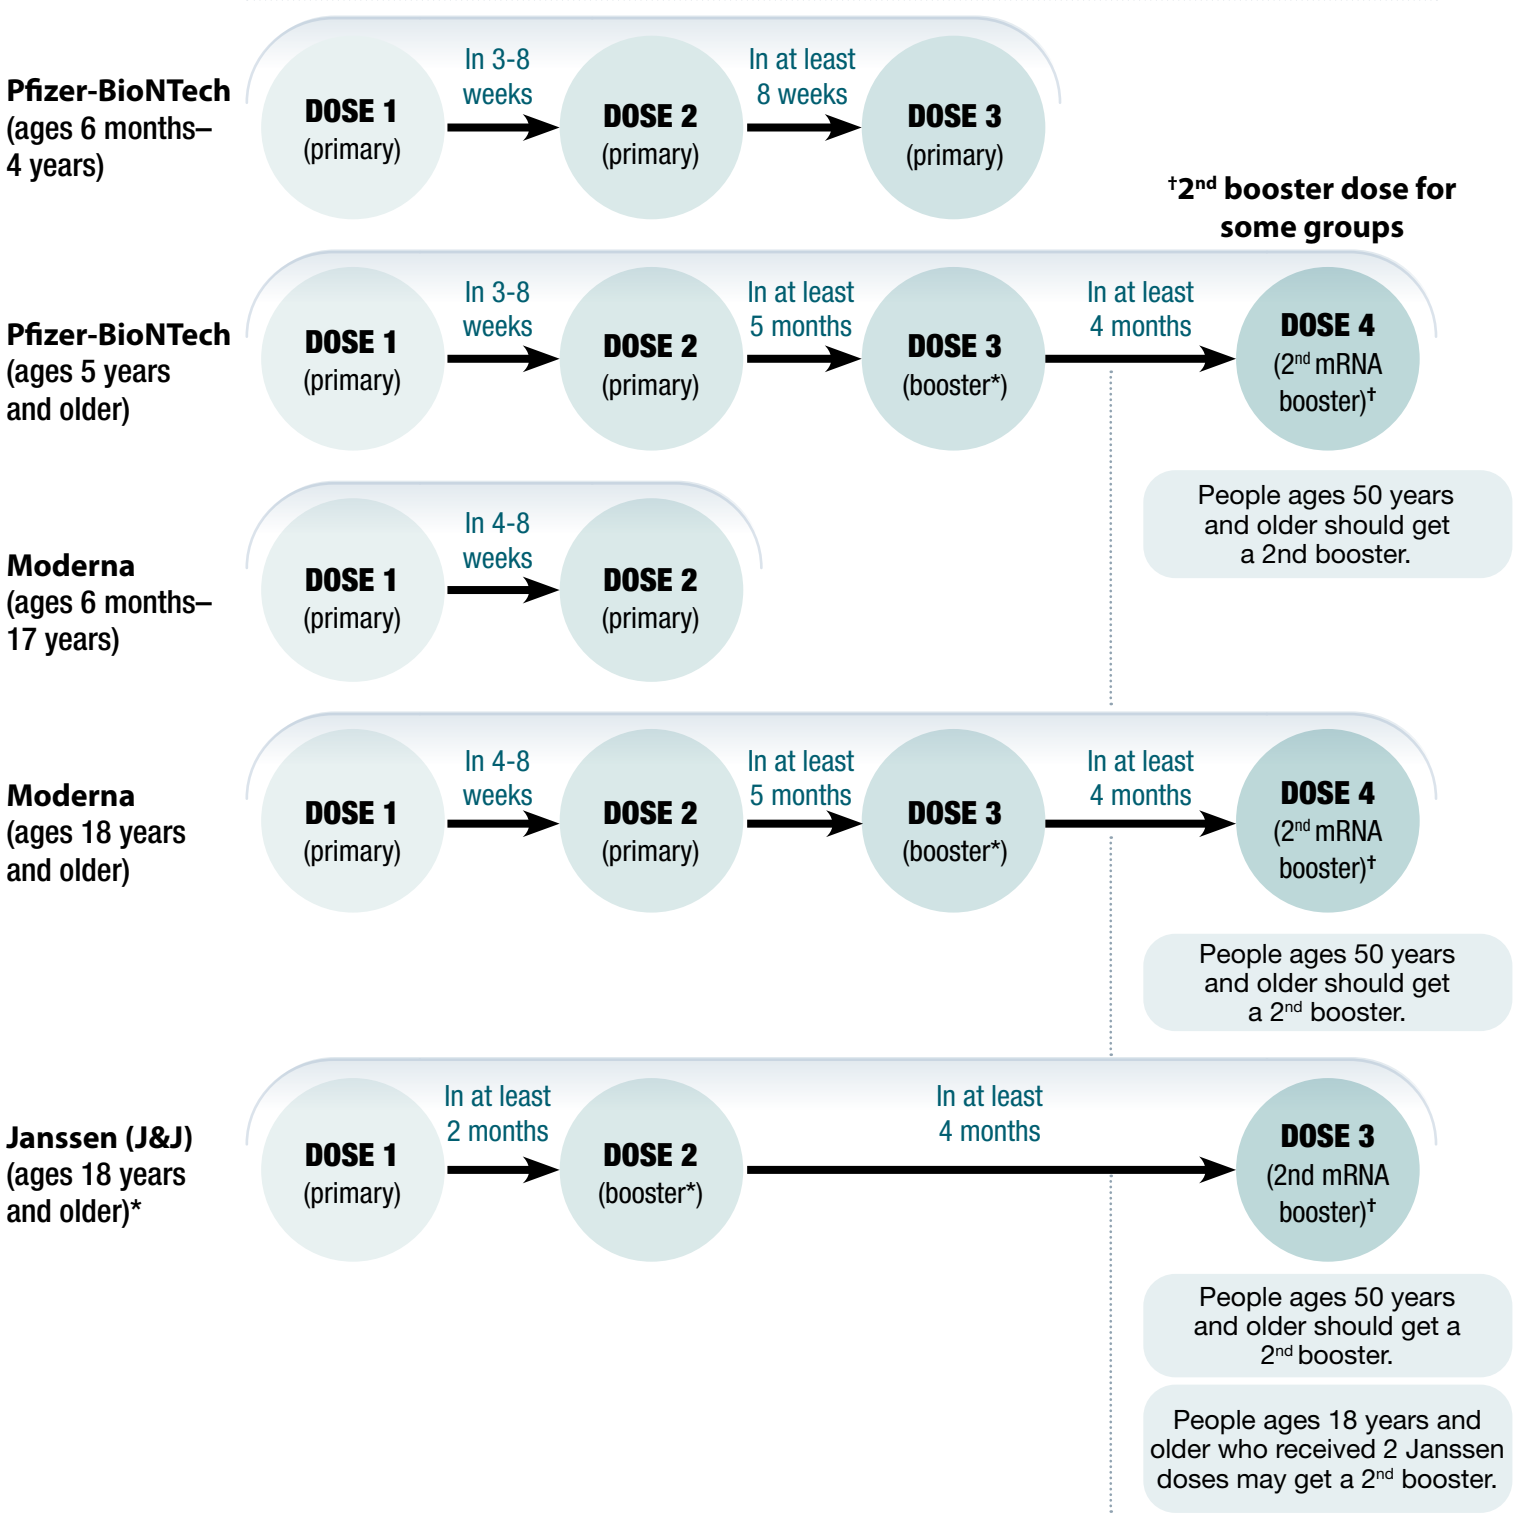 Pfizer-BioNTech
(ages 6 months–
4 years)
DOSE 1
(primary)
In 3-8
weeks
DOSE 2
(primary)
In at least
8 weeks
DOSE 3
(primary)
†2nd booster dose for
some groups
Pfizer-BioNTech
(ages 5 years
and older)
DOSE 1
(primary)
In 3-8
weeks
DOSE 2
(primary)
In at least
5 months
DOSE 3
(booster*)
In at least
4 months
DOSE 4
(2nd mRNA
booster)†
People ages 50 years
and older should get
a 2nd booster.
Moderna
(ages 6 months–
17 years)
DOSE 1
(primary)
In 4-8
weeks
DOSE 2
(primary)
Moderna
(ages 18 years
and older)
DOSE 1
(primary)
In 4-8
weeks
DOSE 2
(primary)
In at least
5 months
DOSE 3
(booster*)
In at least
4 months
DOSE 4
(2nd mRNA
booster)†
People ages 50 years
and older should get
a 2nd booster.
Janssen (J&J)
(ages 18 years
and older)*
DOSE 1
(primary)
In at least
2 months
DOSE 2
(booster*)
In at least
4 months
DOSE 3
(2nd mRNA
booster)†
People ages 50 years
and older should get a
2nd booster.
People ages 18 years and
older who received 2 Janssen
doses may get a 2nd booster.